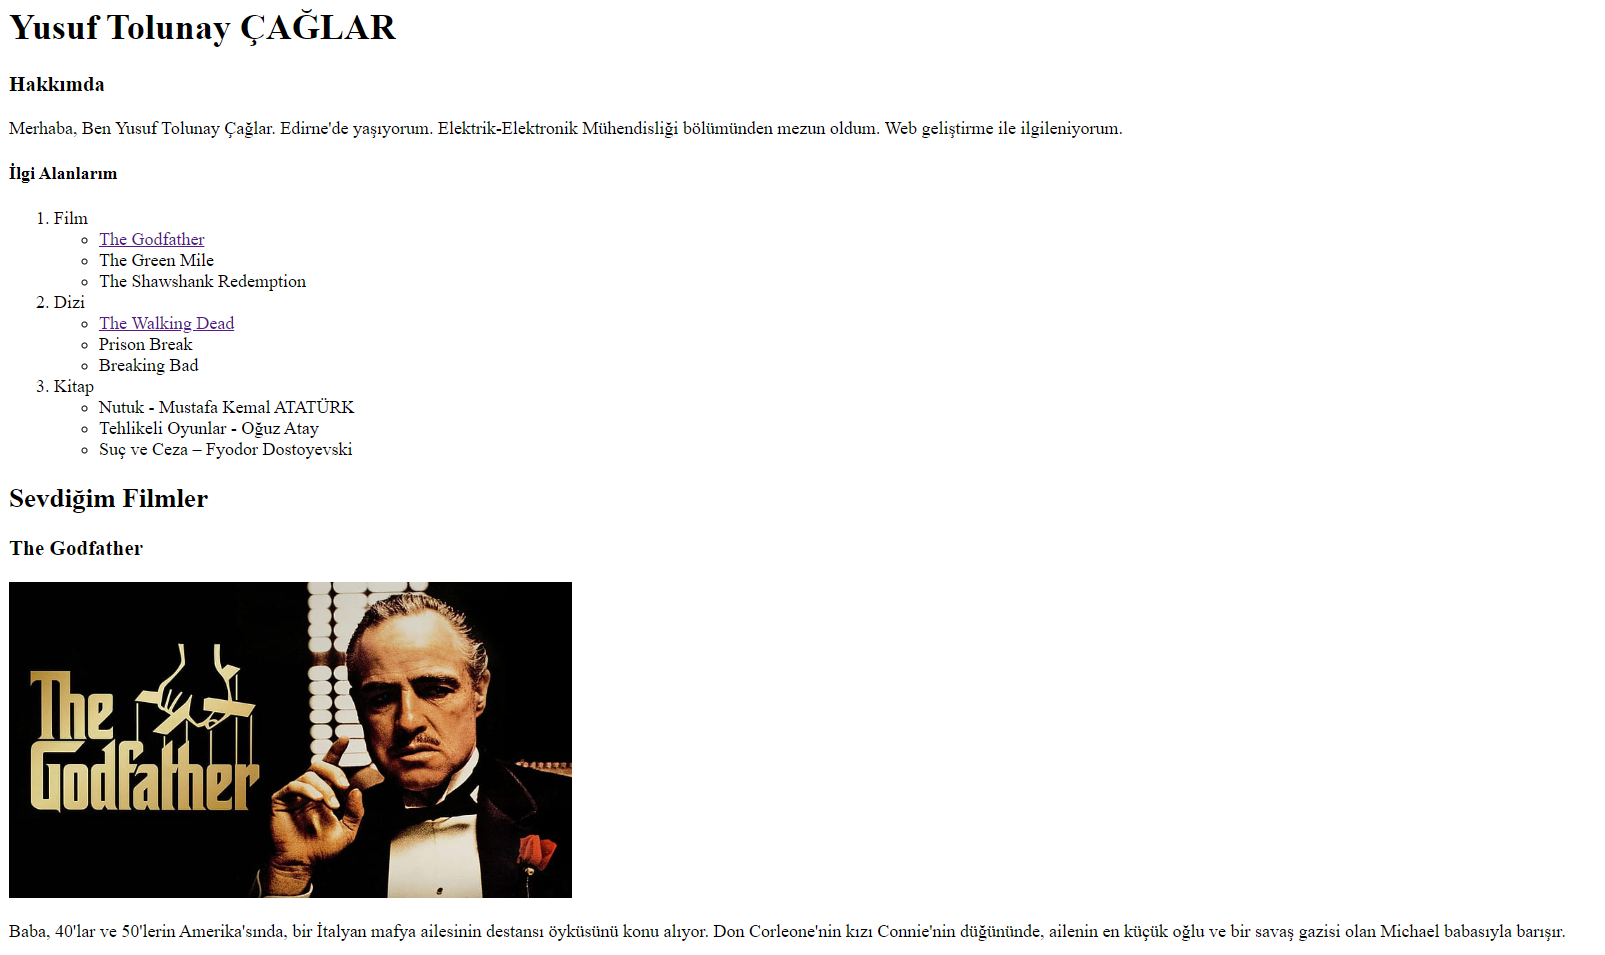 Yusuf Tolunay ÇAĞLAR
Hakkımda
Merhaba, Ben Yusuf Tolunay Çağlar. Edirne'de yaşıyorum. Elektrik-Elektronik Mühendisliği bölümünden mezun oldum. Web geliştirme ile ilgileniyorum.
İlgi Alanlarım
1. Film
The Godfather
The Green Mile
The Shawshank Redemption
2. Dizi
The Walking Dead
Prison Break
Breaking Bad
3. Kitap
Nutuk - Mustafa Kemal ATATÜRK
Tehlikeli Oyunlar - Oğuz Atay
Suç ve Ceza – Fyodor Dostoyevski
Sevdiğim Filmler
The Godfather
The
Godfather
Baba, 40'lar ve 50'lerin Amerika'sında, bir İtalyan mafya ailesinin destansı öyküsünü konu alıyor. Don Corleone'nin kızı Connie'nin düğününde, ailenin en küçük oğlu ve bir savaş gazisi olan Michael babasıyla barışır.